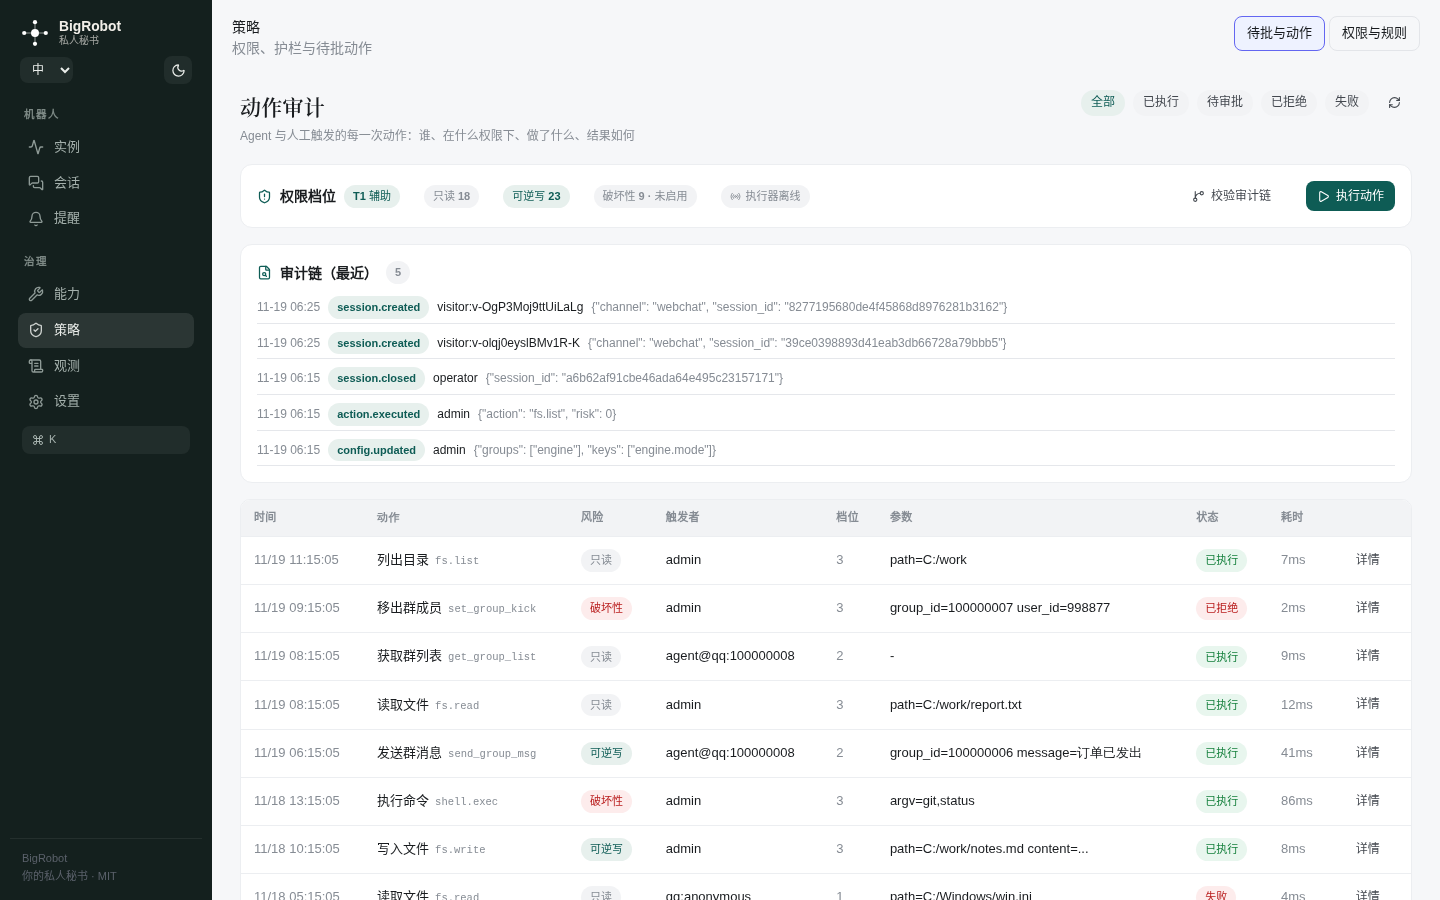 BigRobot
私人秘书
中
机器人
实例
会话
提醒
治理
能力
策略
观测
设置
⌘ K
BigRobot
你的私人秘书 · MIT
策略
权限、护栏与待批动作
待批与动作
权限与规则
动作审计
Agent 与人工触发的每一次动作：谁、在什么权限下、做了什么、结果如何
全部 已执行 待审批 已拒绝 失败
权限档位 T1 辅助 只读 18 可逆写 23 破坏性 9 · 未启用 执行器离线 校验审计链 执行动作
审计链（最近） 5
11-19 06:25 session.created visitor:v-OgP3Moj9ttUiLaLg {"channel": "webchat", "session_id": "8277195680de4f45868d8976281b3162"}
11-19 06:25 session.created visitor:v-olqj0eyslBMv1R-K {"channel": "webchat", "session_id": "39ce0398893d41eab3db66728a79bbb5"}
11-19 06:15 session.closed operator {"session_id": "a6b62af91cbe46ada64e495c23157171"}
11-19 06:15 action.executed admin {"action": "fs.list", "risk": 0}
11-19 06:15 config.updated admin {"groups": ["engine"], "keys": ["engine.mode"]}
时间 动作 风险 触发者 档位 参数 状态 耗时
11/19 11:15:05 列出目录 fs.list 只读 admin 3 path=C:/work 已执行 7ms 详情
11/19 09:15:05 移出群成员 set_group_kick 破坏性 admin 3 group_id=100000007 user_id=998877 已拒绝 2ms 详情
11/19 08:15:05 获取群列表 get_group_list 只读 agent@qq:100000008 2 - 已执行 9ms 详情
11/19 08:15:05 读取文件 fs.read 只读 admin 3 path=C:/work/report.txt 已执行 12ms 详情
11/19 06:15:05 发送群消息 send_group_msg 可逆写 agent@qq:100000008 2 group_id=100000006 message=订单已发出 已执行 41ms 详情
11/18 13:15:05 执行命令 shell.exec 破坏性 admin 3 argv=git,status 已执行 86ms 详情
11/18 10:15:05 写入文件 fs.write 可逆写 admin 3 path=C:/work/notes.md content=... 已执行 8ms 详情
11/18 05:15:05 读取文件 fs.read 只读 qq:anonymous 1 path=C:/Windows/win.ini 失败 4ms 详情